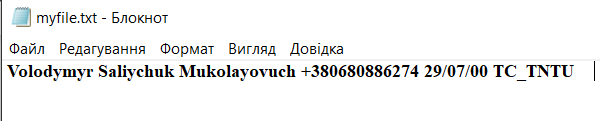 myfile.txt - Блокнот
Файл Редагування Формат Вигляд Довідка
Volodymyr Saliychuk Mukolayovuch +380680886274 29/07/00 TC_TNTU